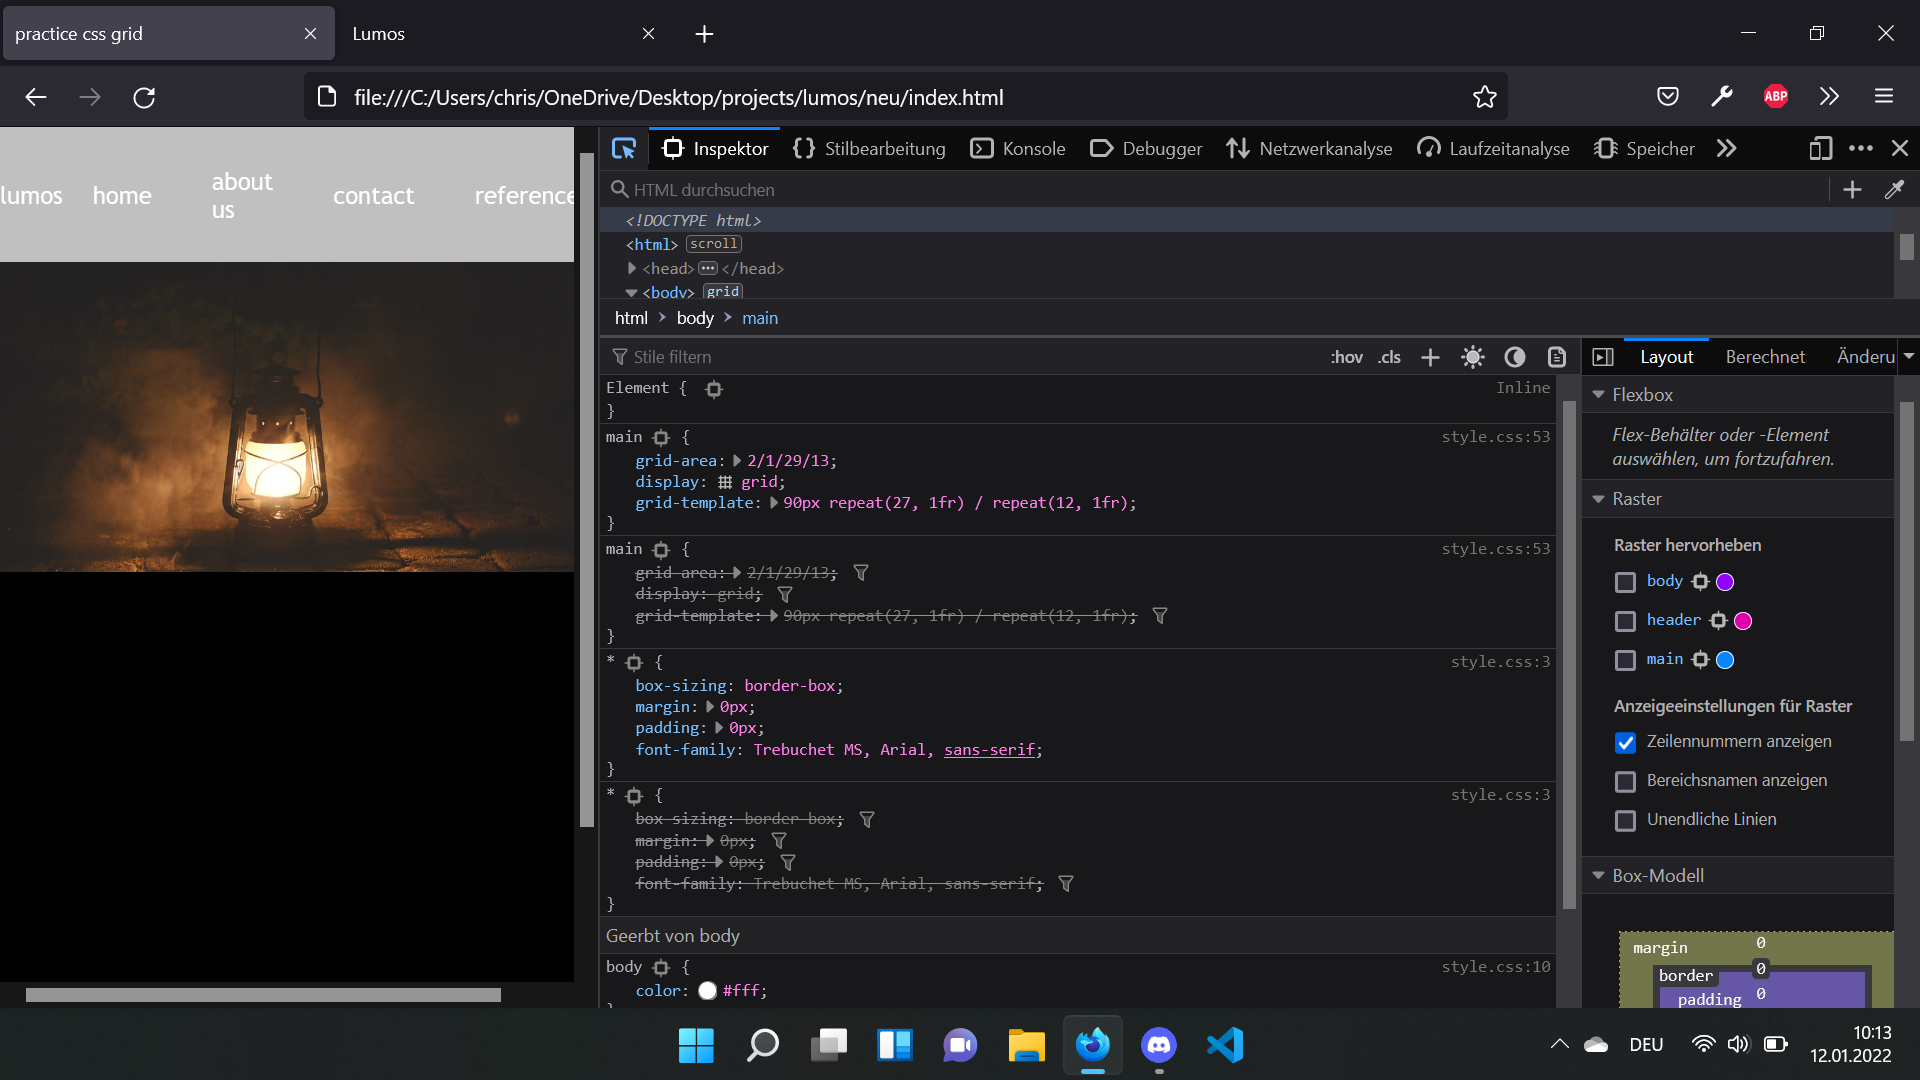 practice css grid
Lumos
file:///C:/Users/chris/OneDrive/Desktop/projects/lumos/neu/index.html
ABP
lumos
home
about
us
contact
reference
Inspektor
Stilbearbeitung
Konsole
Debugger
Netzwerkanalyse
Laufzeitanalyse
Speicher
HTML durchsuchen
<!DOCTYPE html>
<html> scroll
<head> ••• </head>
<body> grid
html > body > main
Stile filtern
:hov .cls
Element { Inline
}
main { style.css:53
grid-area: 2/1/29/13;
display: grid;
grid-template: 90px repeat(27, 1fr) / repeat(12, 1fr);
}
main { style.css:53
grid-area: 2/1/29/13;
display: grid;
grid-template: 90px repeat(27, 1fr) / repeat(12, 1fr);
}
* { style.css:3
box-sizing: border-box;
margin: 0px;
padding: 0px;
font-family: Trebuchet MS, Arial, sans-serif;
}
* { style.css:3
box-sizing: border-box;
margin: 0px;
padding: 0px;
font-family: Trebuchet MS, Arial, sans-serif;
}
Geerbt von body
body { style.css:10
color: #fff;
Layout
Berechnet
Änderu
Flexbox
Flex-Behälter oder -Element
auswählen, um fortzufahren.
Raster
Raster hervorheben
body
header
main
Anzeigeeinstellungen für Raster
Zeilennummern anzeigen
Bereichsnamen anzeigen
Unendliche Linien
Box-Modell
margin 0
border 0
padding 0
DEU
10:13
12.01.2022